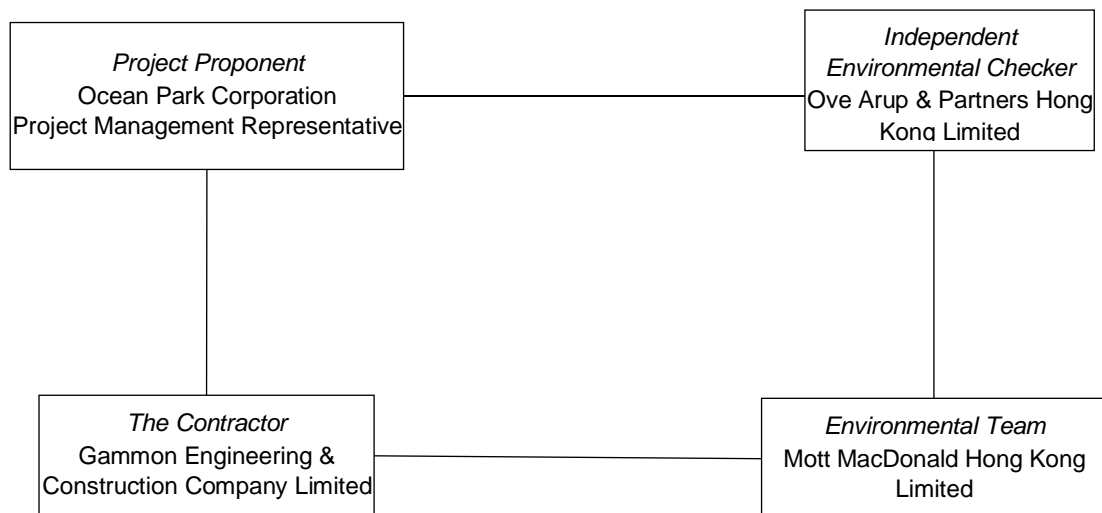 Project Proponent
Ocean Park Corporation
Project Management Representative
Independent
Environmental Checker
Ove Arup & Partners Hong
Kong Limited
The Contractor
Gammon Engineering &
Construction Company Limited
Environmental Team
Mott MacDonald Hong Kong
Limited